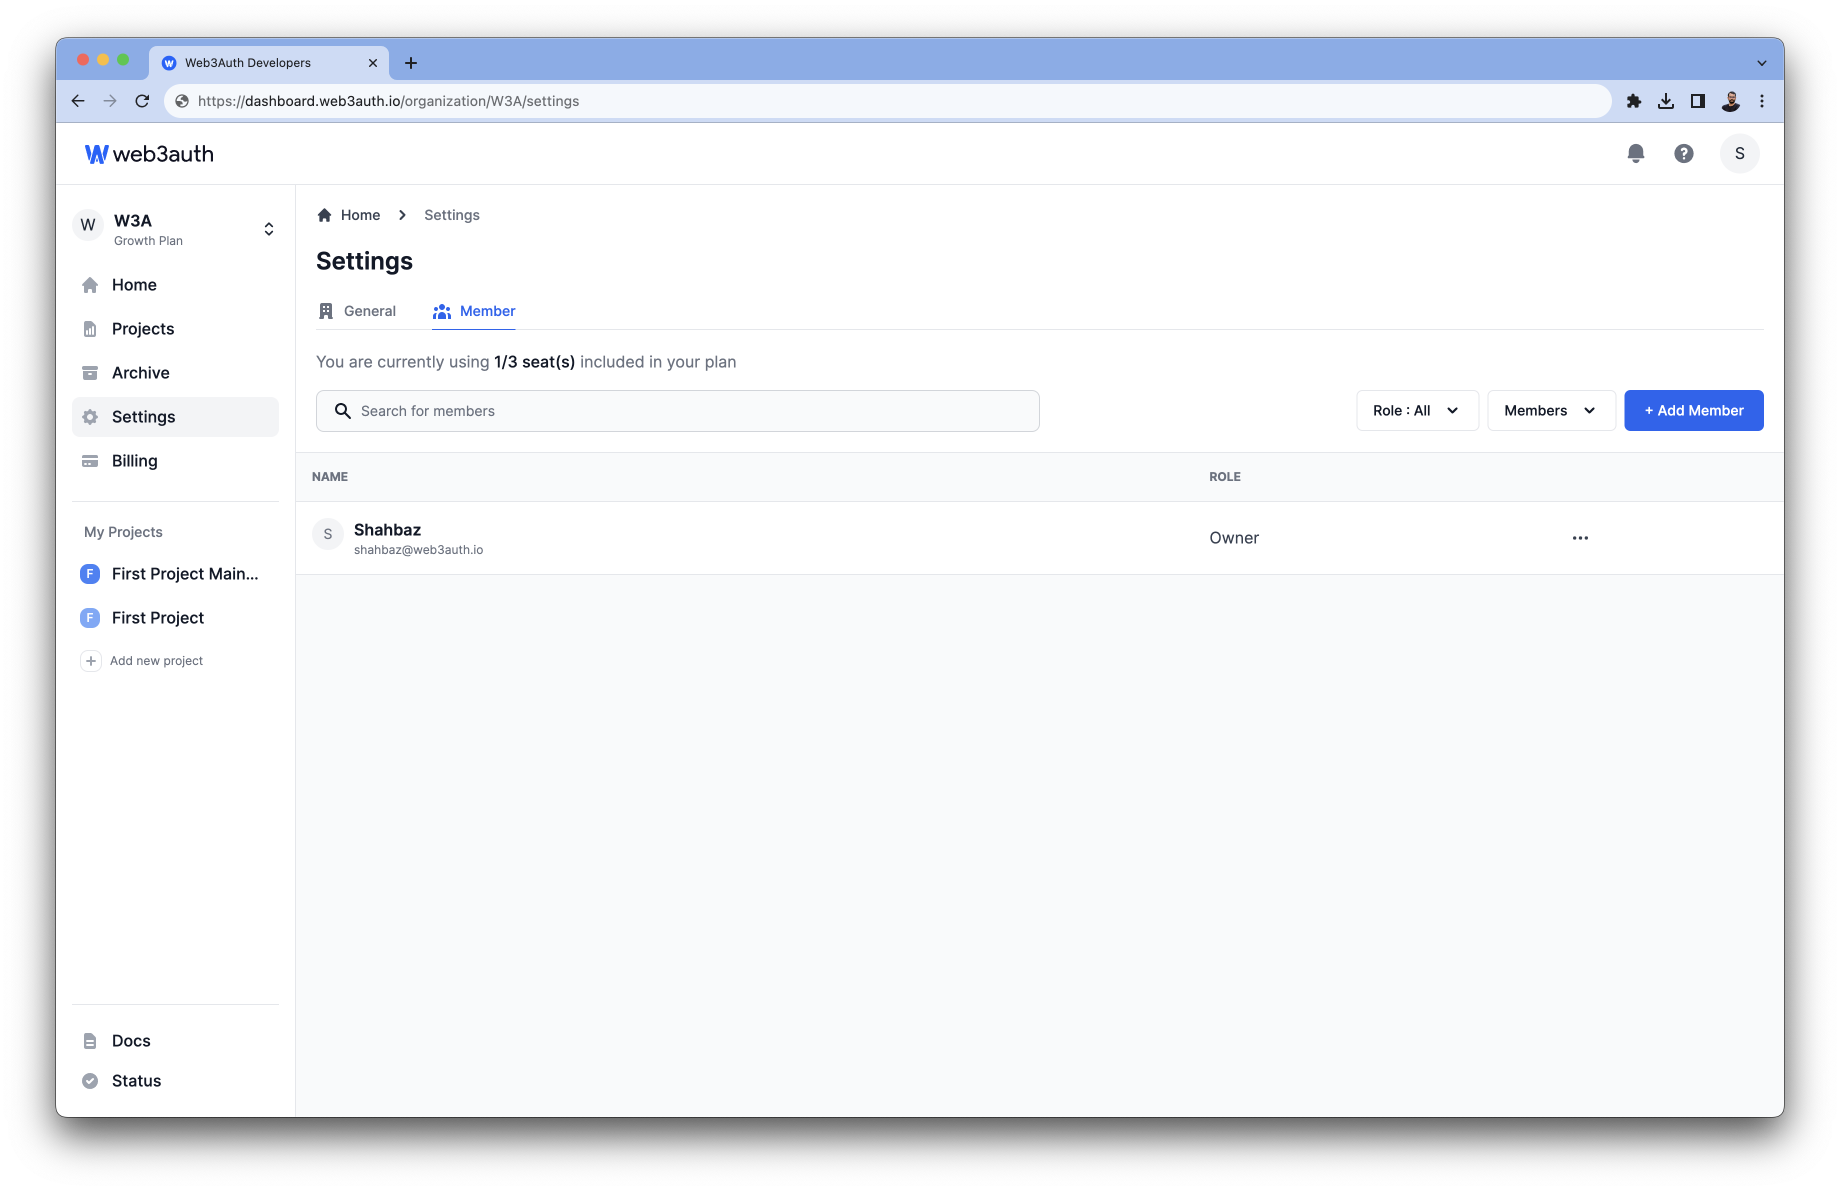 Web3Auth Developers
https://dashboard.web3auth.io/organization/W3A/settings
web3auth
S
W
W3A
Growth Plan
Home
Projects
Archive
Settings
Billing
My Projects
F First Project Main...
F First Project
+ Add new project
Docs
Status
Home > Settings
Settings
General
Member
You are currently using 1/3 seat(s) included in your plan
Search for members
Role : All
Members
+ Add Member
NAME
ROLE
S
Shahbaz
shahbaz@web3auth.io
Owner